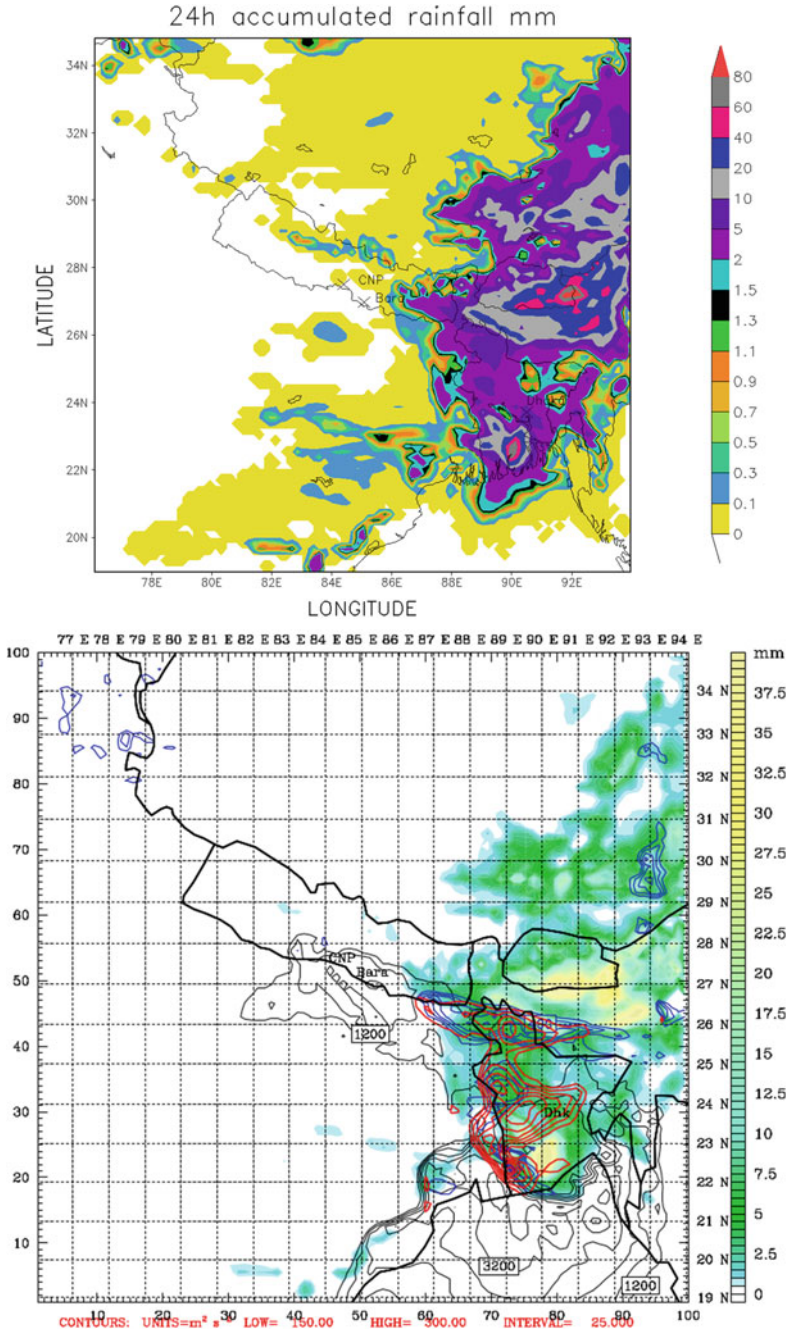 24h accumulated rainfall mm
34N
32N
30N
28N
26N
24N
22N
20N
LATITUDE
CNP
Bara
78E 80E 82E 84E 86E 88E 90E 92E
LONGITUDE
80
60
40
20
10
5
2
1.5
1.3
1.1
0.9
0.7
0.5
0.3
0.1
0
77 E 78 E 79 E 80 E 81 E 82 E 83 E 84 E 85 E 86 E 87 E 88 E 89 E 90 E 91 E 92 E 93 E 94 E
mm
100
90
80
70
60
50
40
30
20
10
CNP
Bara
1200
Dhk
3200
1200
34 N
33 N
32 N
31 N
30 N
29 N
28 N
27 N
26 N
25 N
24 N
23 N
22 N
21 N
20 N
19 N
37.5
35
32.5
30
27.5
25
22.5
20
17.5
15
12.5
10
7.5
5
2.5
0
10 20 30 40 50 60 70 80 90 100
CONTOURS: UNITS=m² s LOW= 150.00 HIGH= 300.00 INTERVAL= 25.000